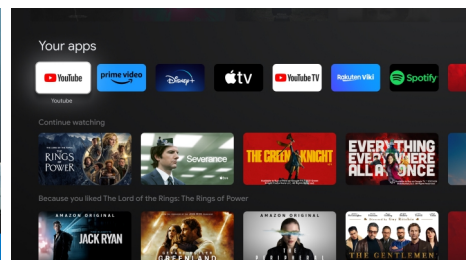 Your apps
YouTube
prime video
Disney+
tv
YouTube TV
Rakuten Viki
Spotify
Youtube
Continue watching
THE RINGS OF POWER
Severance
THE GREEN KNIGHT
EVERYTHING EVERYWHERE ALL AT ONCE
Because you liked The Lord of the Rings: The Rings of Power
AMAZON ORIGINAL
JACK RYAN
GREENLAND
AMAZON ORIGINAL
PERIPHERAL
THE GENTLEMEN